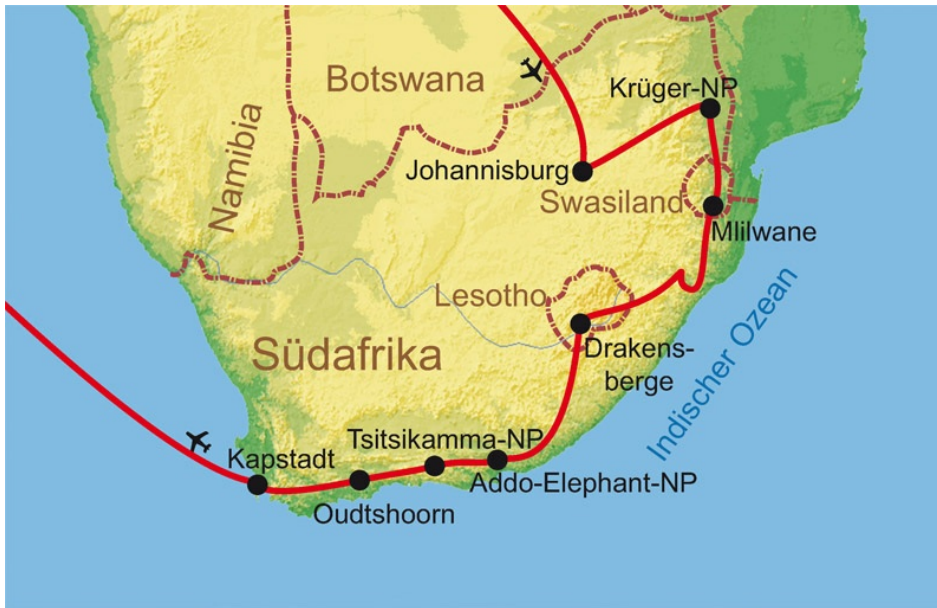 Botswana
Krüger-NP
Namibia
Johannisburg
Swasiland
Mlilwane
Lesotho
Südafrika
Drakens-
berge
Indischer Ozean
Tsitsikamma-NP
Kapstadt
Addo-Elephant-NP
Oudtshoorn